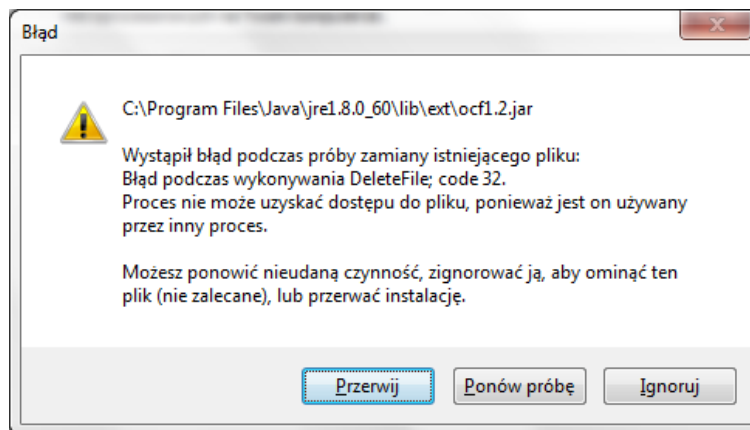 Błąd
C:\Program Files\Java\jre1.8.0_60\lib\ext\ocf1.2.jar
Wystąpił błąd podczas próby zamiany istniejącego pliku:
Błąd podczas wykonywania DeleteFile; code 32.
Proces nie może uzyskać dostępu do pliku, ponieważ jest on używany
przez inny proces.
Możesz ponowić nieudaną czynność, zignorować ją, aby ominąć ten
plik (nie zalecane), lub przerwać instalację.
Przerwij
Ponów próbę
Ignoruj